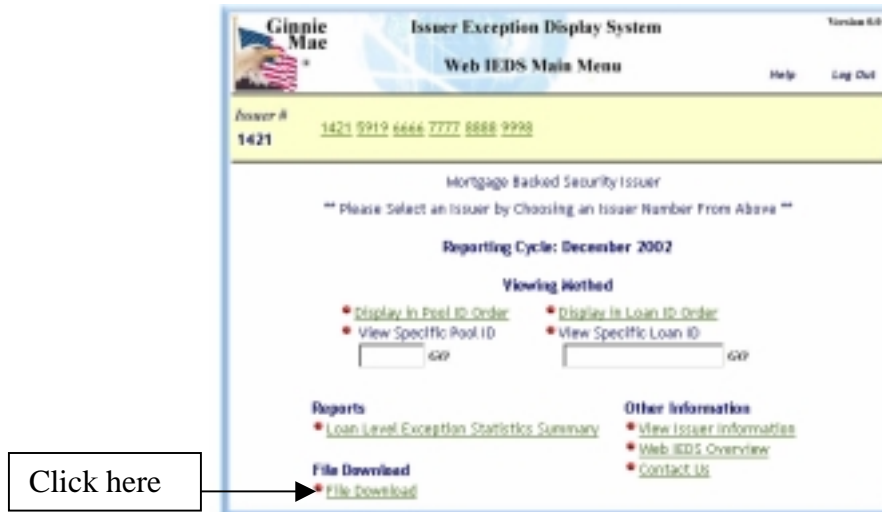 Ginnie Mae
Issuer Exception Display System
Web IEDS Main Menu
Help
Log Out
Issuer #
1421
1421 5919 6666 7777 8888 9998
Mortgage Backed Security Issuer
** Please Select an Issuer by Choosing an Issuer Number From Above **
Reporting Cycle: December 2002
Viewing Method
Display in Pool ID Order
Display in Loan ID Order
View Specific Pool ID
View Specific Loan ID
GO
GO
Reports
Loan Level Exception Statistics Summary
Other Information
View Issuer Information
Web IEDS Overview
Contact Us
File Download
File Download
Click here